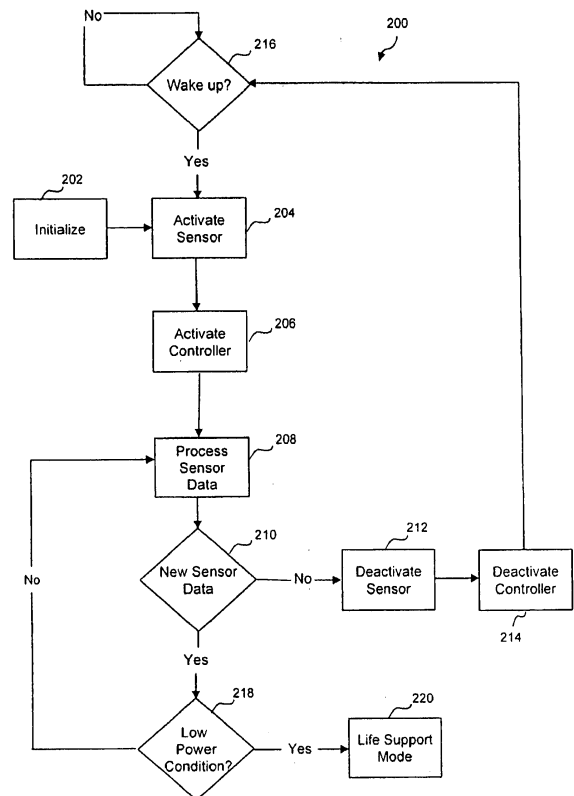 No
216
200
Wake up?
Yes
202
Initialize
Activate
Sensor
204
Activate
Controller
206
Process
Sensor
Data
208
210
New Sensor
Data
No
212
Deactivate
Sensor
Deactivate
Controller
214
No
Yes
218
Low
Power
Condition?
Yes
220
Life Support
Mode